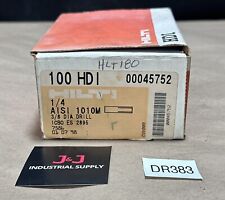 HDI
HLT180
100 HDI
00045752
HILTI
1/4
AISI 1010M
3/8 DIA DRILL
ICBO ES 2895
J&J
INDUSTRIAL SUPPLY
DR383